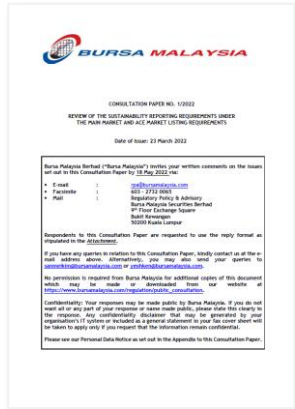 BURSA MALAYSIA
CONSULTATION PAPER NO. 1/2022
REVIEW OF THE SUSTAINABILITY REPORTING REQUIREMENTS UNDER
THE MAIN MARKET AND ACE MARKET LISTING REQUIREMENTS
Date of Issue: 23 March 2022
Bursa Malaysia Berhad ("Bursa Malaysia") invites your written comments on the issues
set out in this Consultation Paper by 18 May 2022 via:
• E-mail : rpa@bursamalaysia.com
• Facsimile : 603 - 2732 0065
• Mail : Regulatory Policy & Advisory
Bursa Malaysia Securities Berhad
9th Floor Exchange Square
Bukit Kewangan
50200 Kuala Lumpur
Respondents to this Consultation Paper are requested to use the reply format as
stipulated in the Attachment.
If you have any queries in relation to this Consultation Paper, kindly contact us at the e-
mail address above. Alternatively, you may also send your queries to
or
No permission is required from Bursa Malaysia for additional copies of this document
which may be made or downloaded from our website at
https://www.bursamalaysia.com/regulation/public_consultation.
Confidentiality: Your responses may be made public by Bursa Malaysia. If you do not
want all or any part of your response or name made public, please state this clearly in
the response. Any confidentiality disclaimer that may be generated by your
organisation's IT system or included as a general statement in your fax cover sheet will
be taken to apply only if you request that the information remain confidential.
Please see our Personal Data Notice as set out in the Appendix to this Consultation Paper.